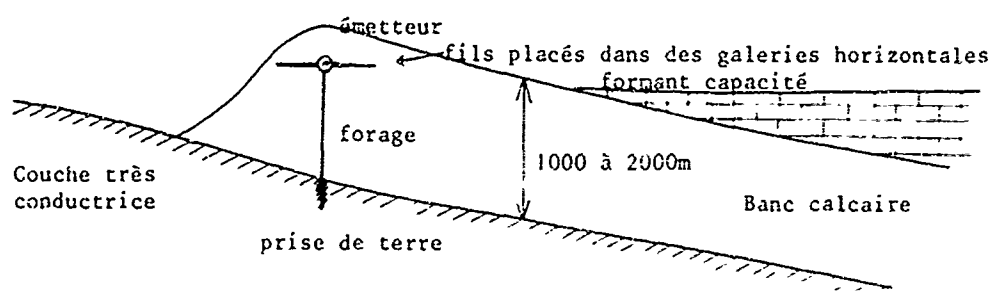 émetteur
fils placés dans des galeries horizontales
formant capacité
forage
1000 à 2000m
Couche très
conductrice
Banc calcaire
prise de terre